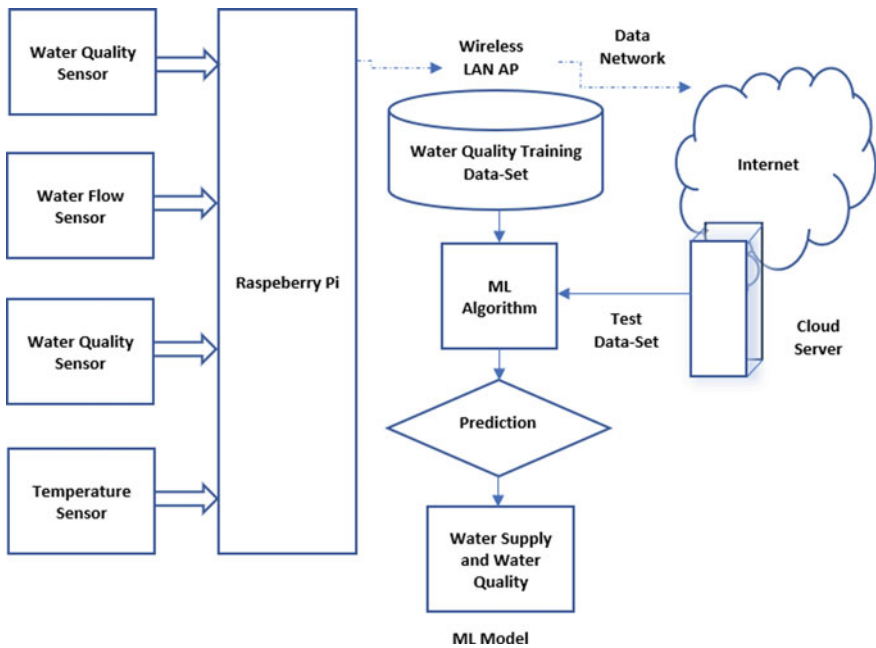 Water Quality
Sensor
Water Flow
Sensor
Water Quality
Sensor
Temperature
Sensor
Raspeberry Pi
Wireless
LAN AP
Data
Network
Water Quality Training
Data-Set
Internet
ML
Algorithm
Test
Data-Set
Cloud
Server
Prediction
Water Supply
and Water
Quality
ML Model